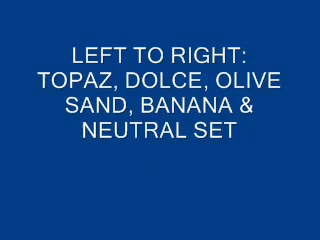 LEFT TO RIGHT:
TOPAZ, DOLCE, OLIVE
SAND, BANANA &
NEUTRAL SET